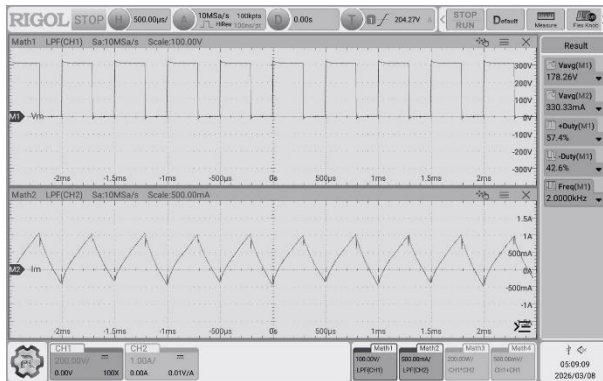 RIGOL STOP H 500.00μs/ A 10MSa/s 100kpts HiRes 100ns/pt D 0.00s T 1 204.27V A STOP RUN Default Measure Flex Knob
Math1 LPF(CH1) Sa:10MSa/s Scale:100.00V
300V
200V
100V
M1 Vm 0V
-100V
-200V
-300V
-2ms -1.5ms -1ms -500μs 0s 500μs 1ms 1.5ms 2ms
Math2 LPF(CH2) Sa:10MSa/s Scale:500.00mA
1.5A
1A
500mA
M2 Im 0A
-500mA
-1A
-2ms -1.5ms -1ms -500μs 0s 500μs 1ms 1.5ms 2ms
Result
Vavg(M1)
178.26V
Vavg(M2)
330.33mA
+Duty(M1)
57.4%
-Duty(M1)
42.6%
Freq(M1)
2.0000kHz
CH1
200.00V/
0.00V 100X
CH2
1.00A/
0.00A 0.01V/A
Math1
100.00V/
LPF(CH1)
Math2
500.00mA/
LPF(CH2)
Math3
200.00W/
CH1*CH2
Math4
500.00mV/
CH1+CH1
05:09:09
2026/03/08